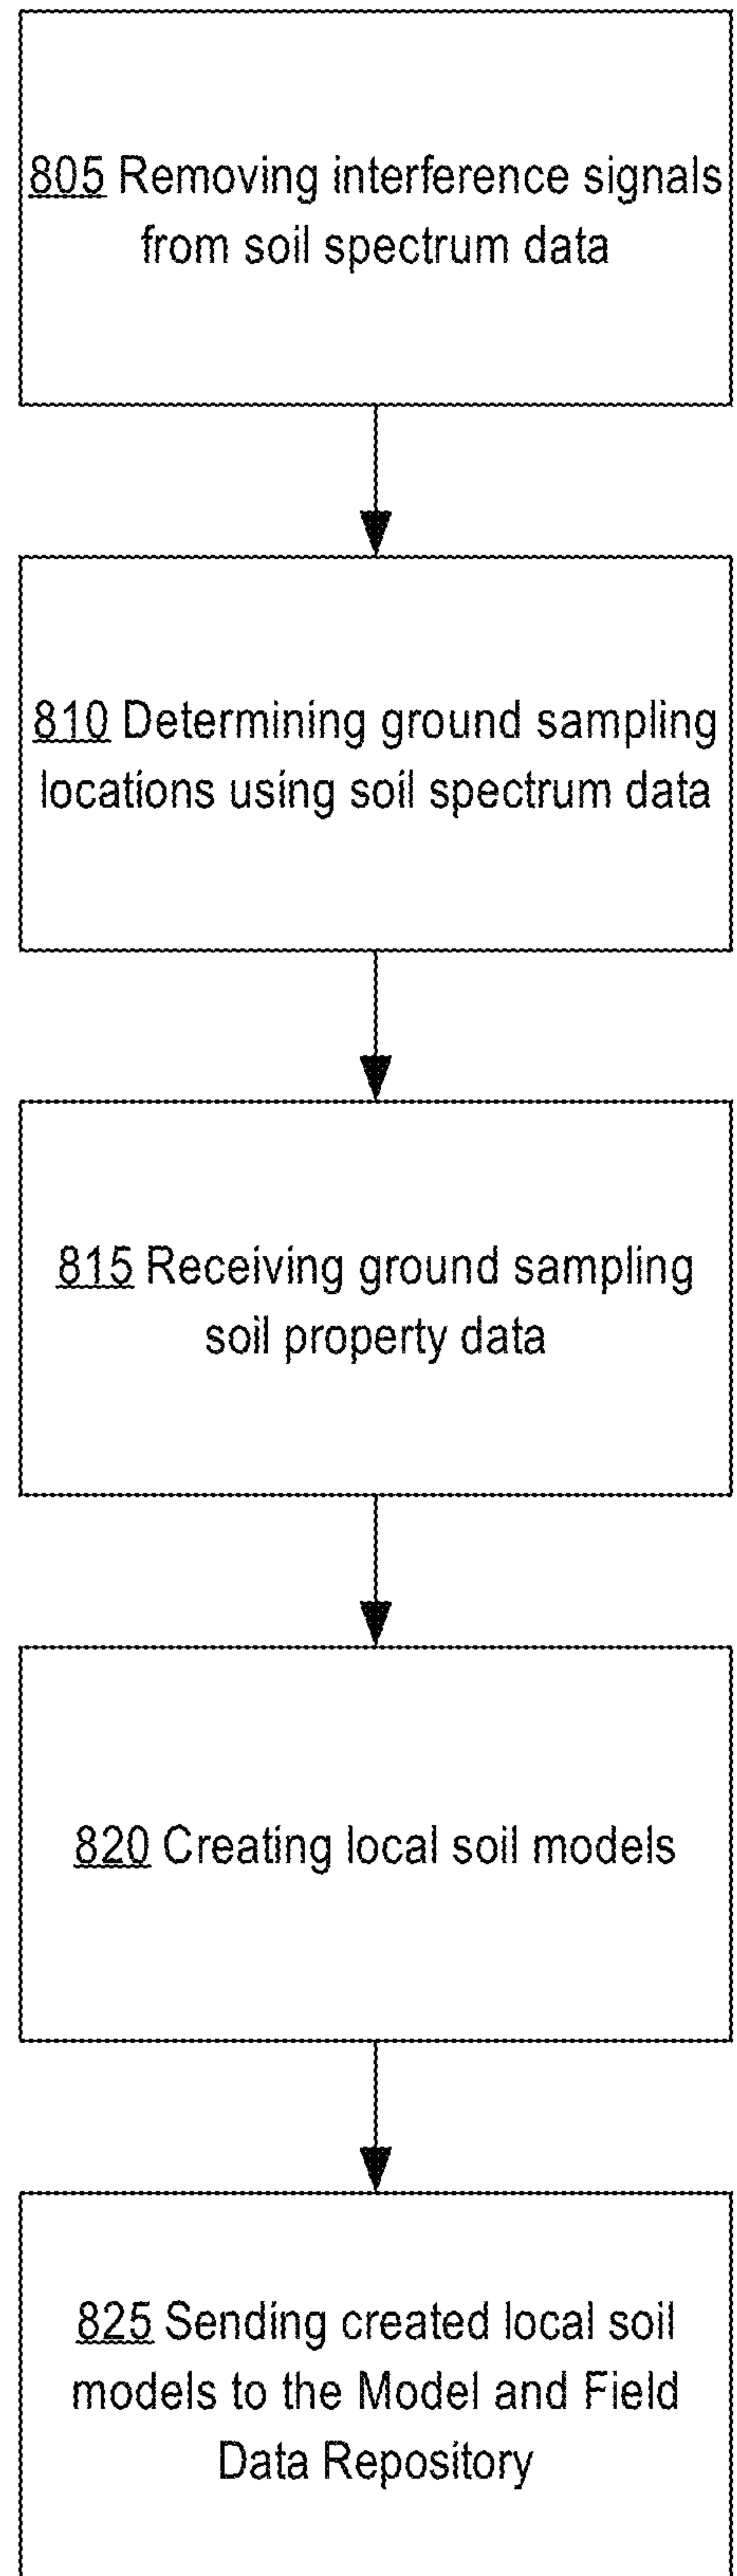 805 Removing interference signals
from soil spectrum data
810 Determining ground sampling
locations using soil spectrum data
815 Receiving ground sampling
soil property data
820 Creating local soil models
825 Sending created local soil
models to the Model and Field
Data Repository